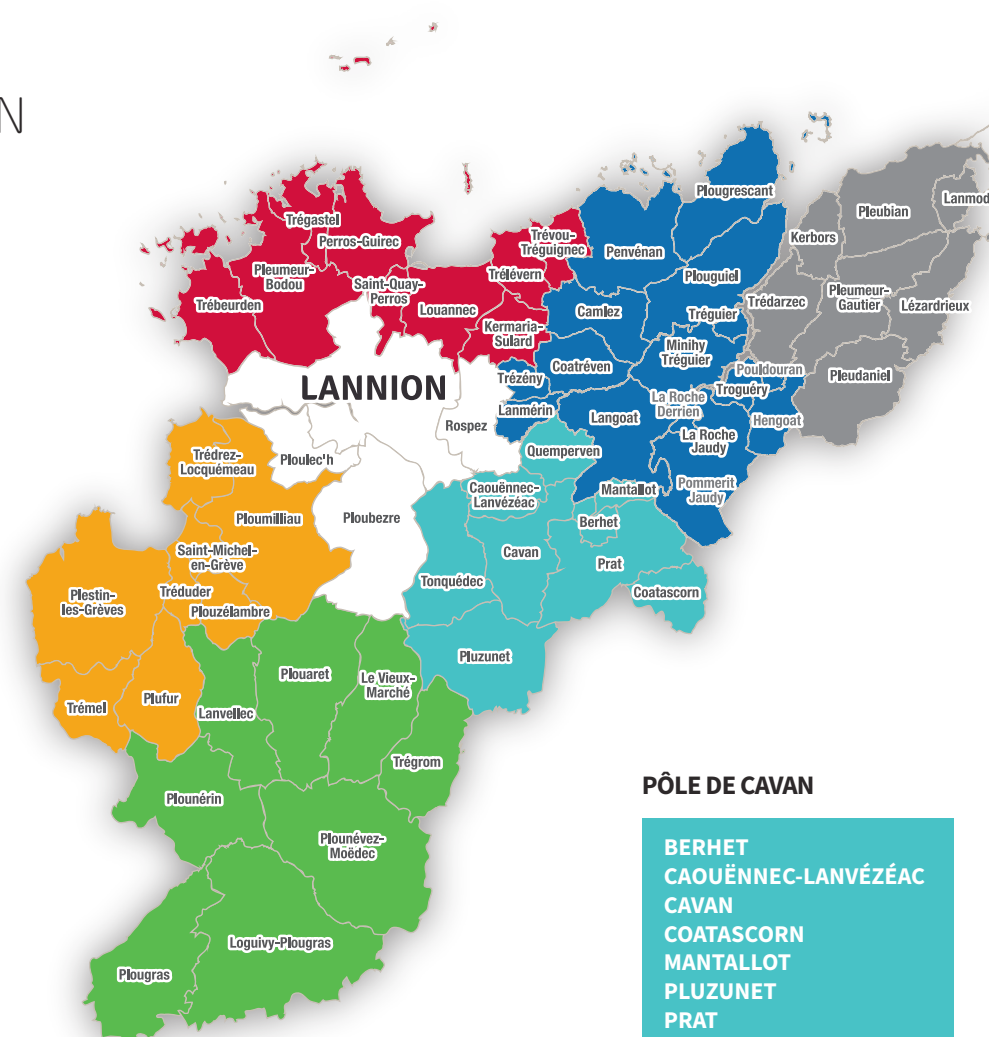 N
Plougrescant
Lanmod
Pleubian
Trégastel
Perros-Guirec
Trévou-
Tréguignec
Penvénan
Kerbors
Pleumeur-
Bodou
Trélévern
Plouguiel
Saint-Quay-
Perros
Pleumeur-
Gautier
Trébeurden
Louannec
Camlez
Tréguier
Trédarzec
Lézardrieux
Kermaria-
Sulard
Minihy
Tréguier
Coatréven
Pouldouran
Pleudaniel
Trézény
Troguéry
LANNION
La Roche
Derrien
Lanmérin
Langoat
Hengoat
Rospez
La Roche
Jaudy
Quemperven
Ploulec'h
Trédrez-
Locquémeau
Caouënnec-
Lanvézéac
Mantallot
Pommerit
Jaudy
Ploumilliau
Ploubezre
Berhet
Saint-Michel-
en-Grève
Cavan
Prat
Tonquédec
Coatascorn
Tréduder
Plestin-
les-Grèves
Plouzélambre
Pluzunet
Plouaret
Le Vieux-
Marché
Plufur
Trémel
Lanvellec
Trégrom
Plounérin
Plounévez-
Moëdec
Loguivy-Plougras
Plougras
PÔLE DE CAVAN
BERHET
CAOUËNNEC-LANVÉZÉAC
CAVAN
COATASCORN
MANTALLOT
PLUZUNET
PRAT